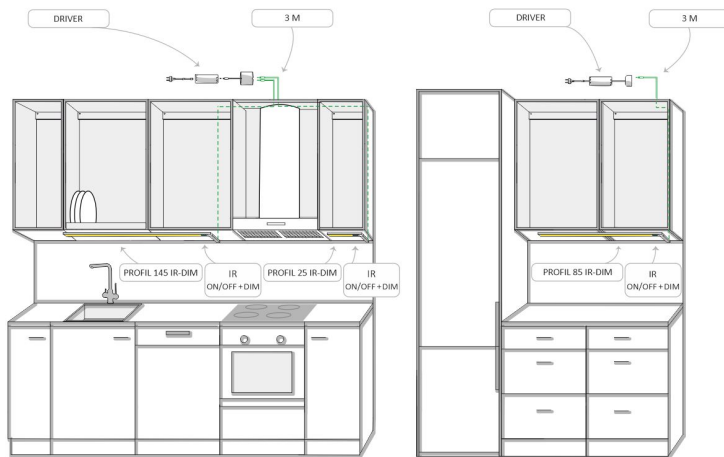 DRIVER
3 M
DRIVER
3 M
PROFIL 145 IR-DIM
IR
ON/OFF+DIM
PROFIL 25 IR-DIM
IR
ON/OFF+DIM
PROFIL 85 IR-DIM
IR
ON/OFF+DIM